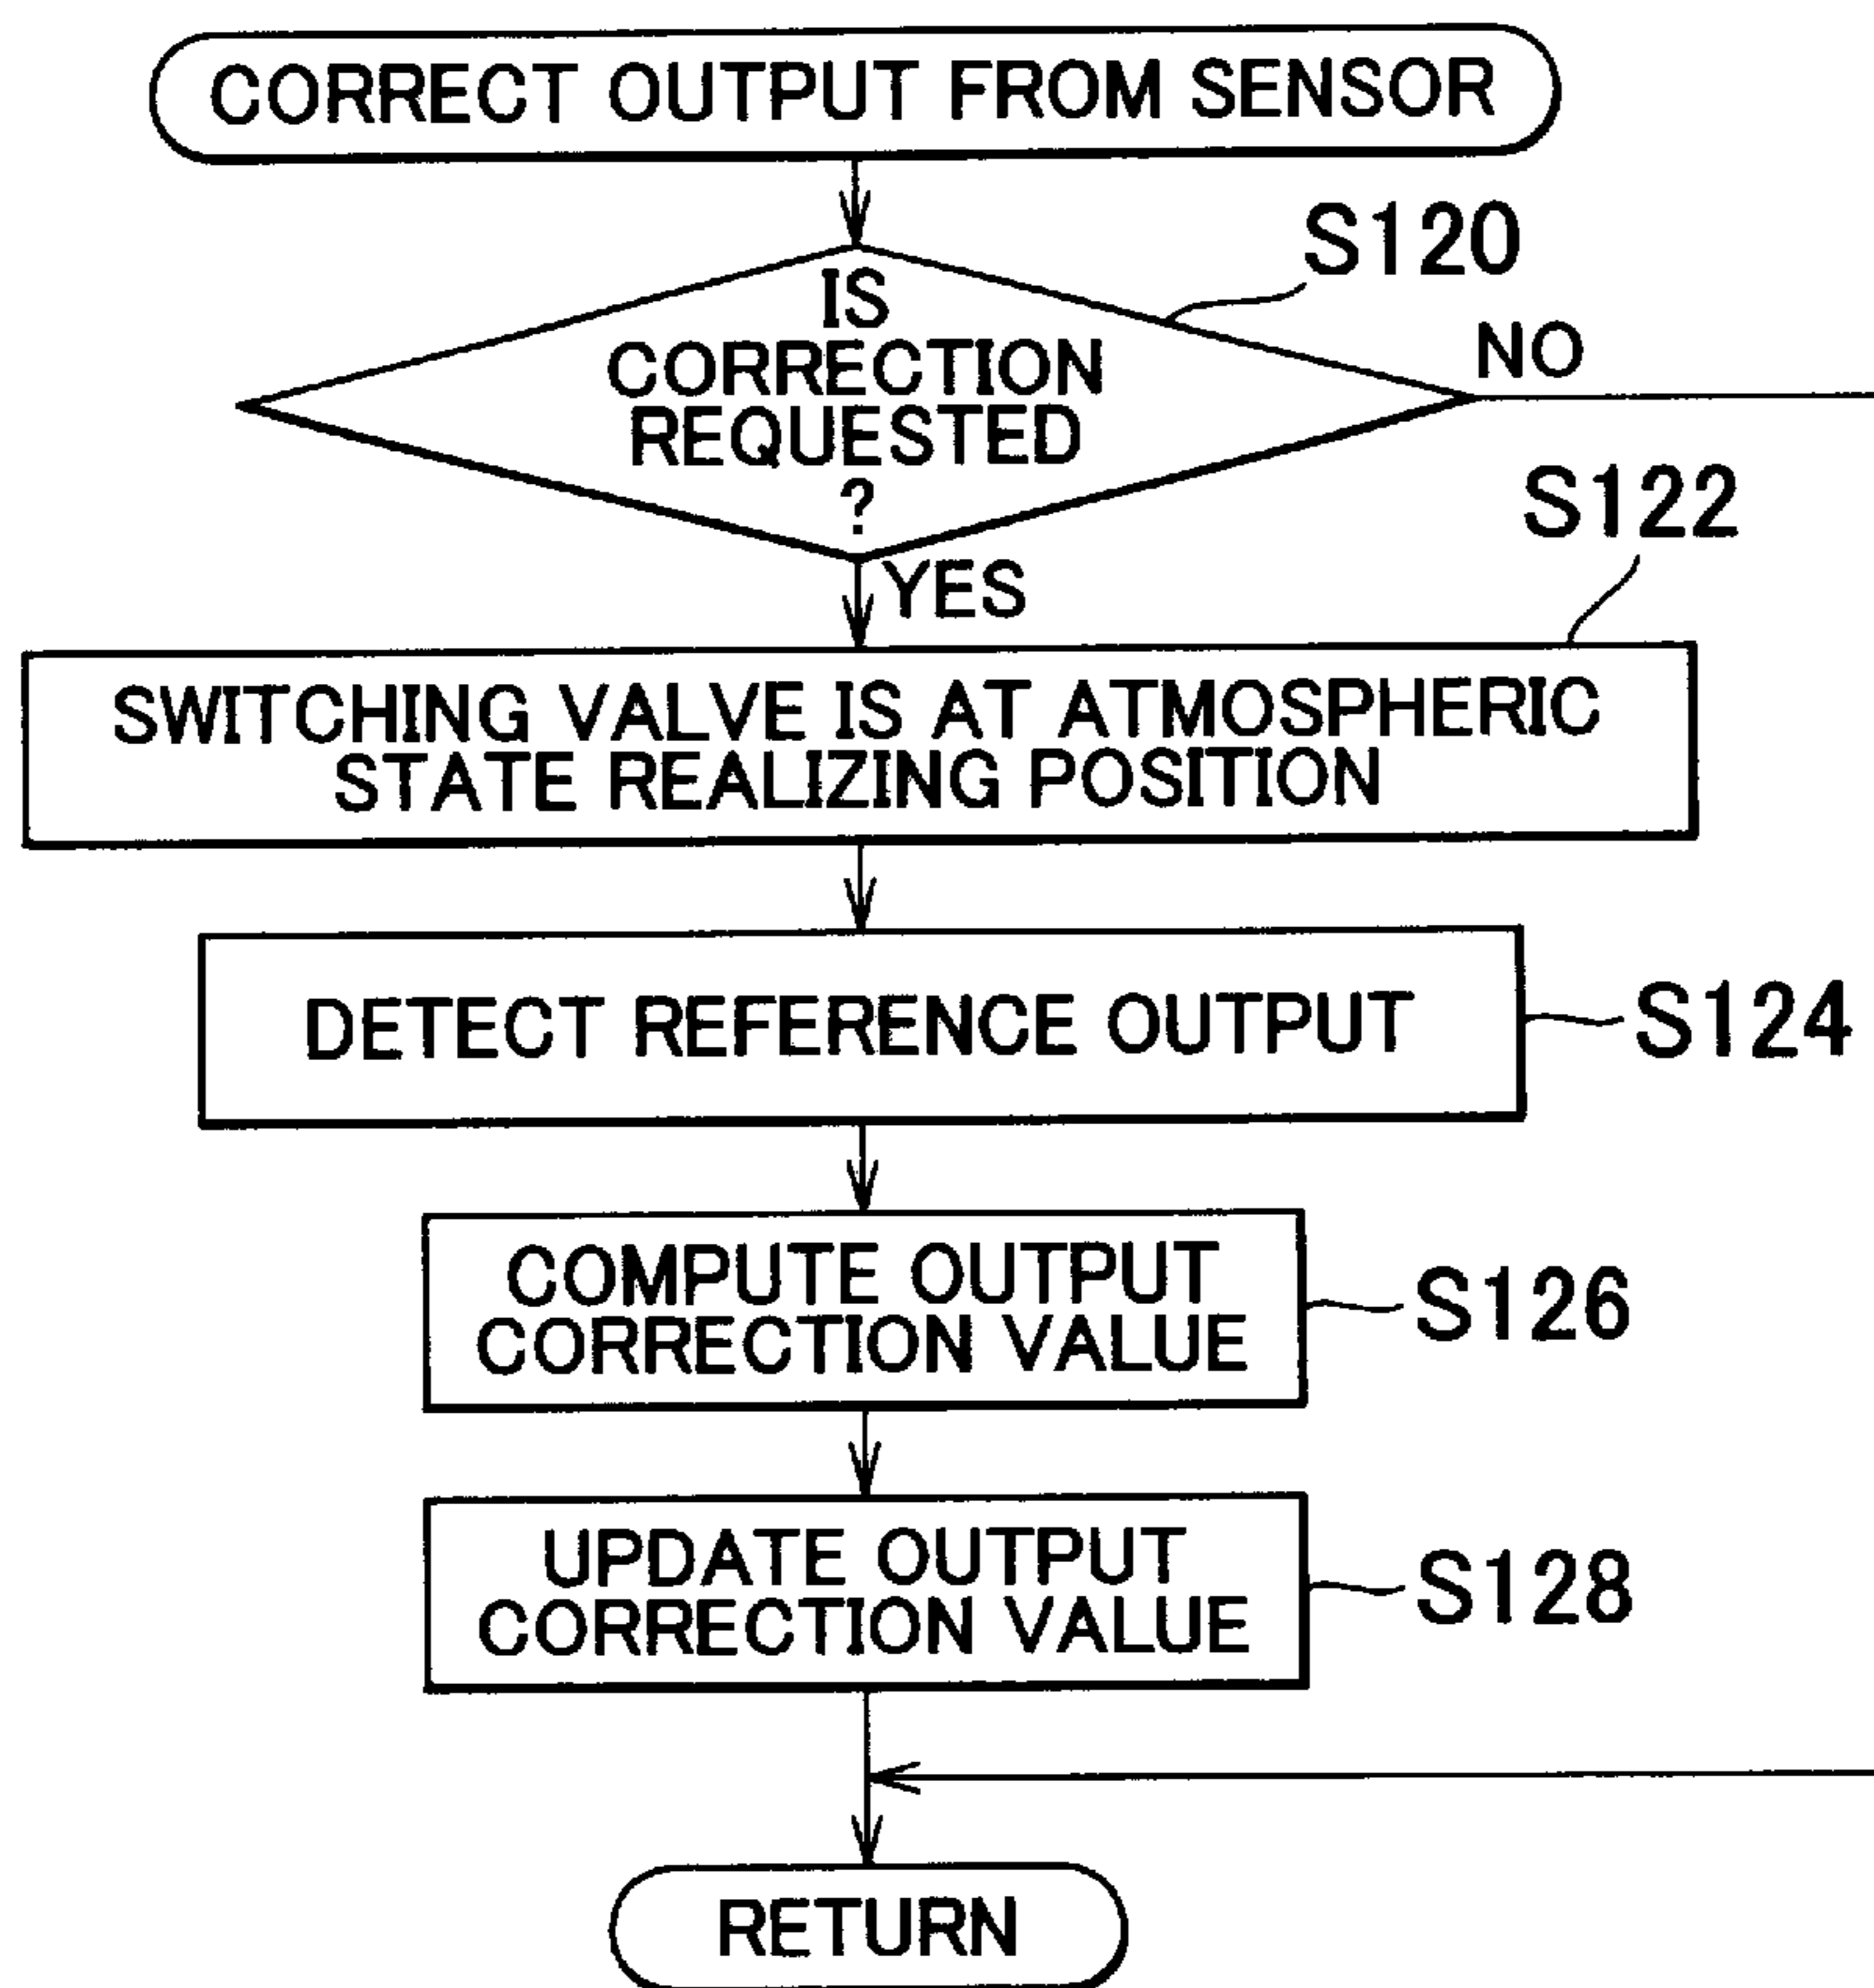 CORRECT OUTPUT FROM SENSOR
S120
IS
CORRECTION
REQUESTED
?
NO
YES
S122
SWITCHING VALVE IS AT ATMOSPHERIC
STATE REALIZING POSITION
DETECT REFERENCE OUTPUT
S124
COMPUTE OUTPUT
CORRECTION VALUE
S126
UPDATE OUTPUT
CORRECTION VALUE
S128
RETURN